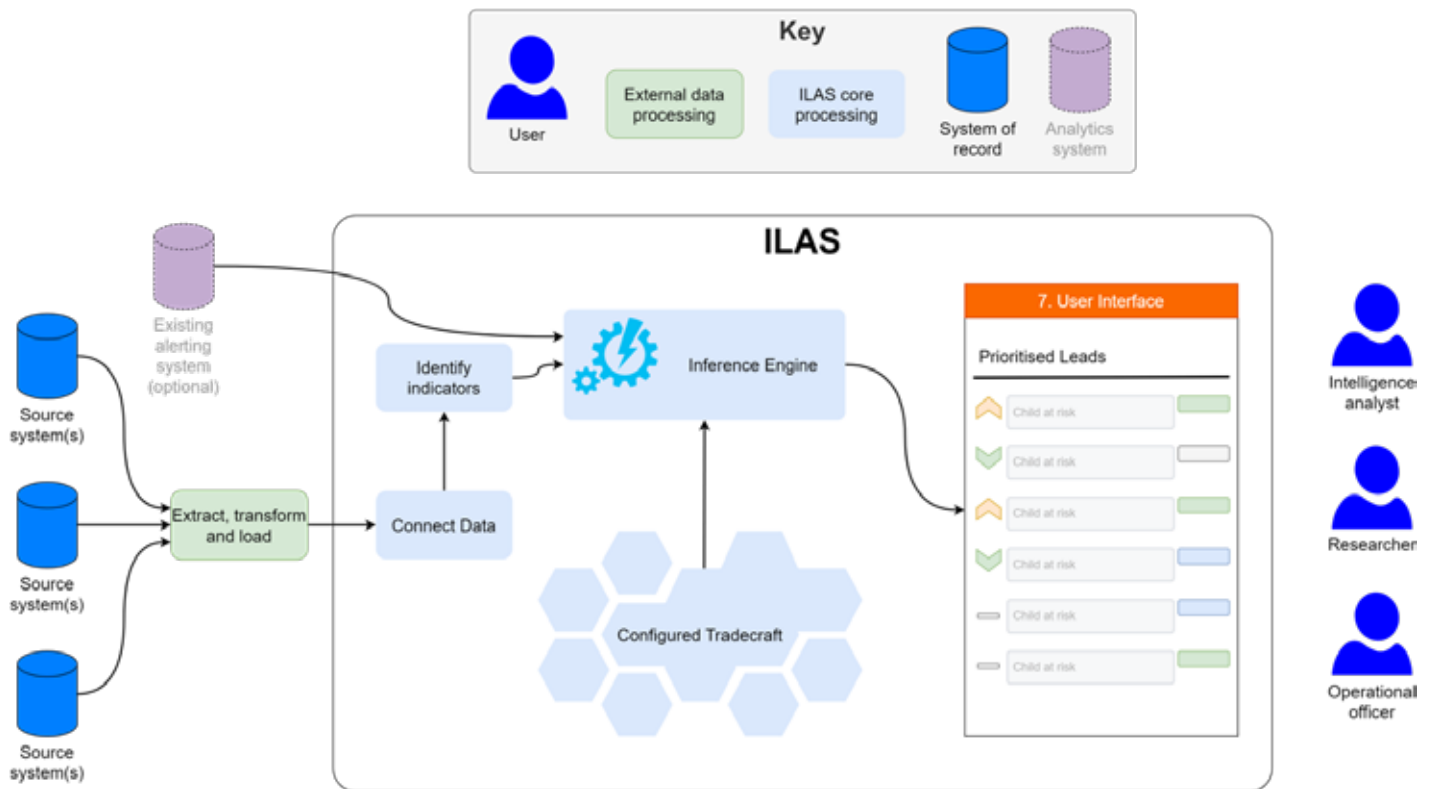 Key
User
External data
processing
ILAS core
processing
System of
record
Analytics
system
ILAS
Existing
alerting
system
(optional)
Source
system(s)
Source
system(s)
Source
system(s)
Extract, transform
and load
Connect Data
Identify
indicators
Inference Engine
Configured Tradecraft
7. User Interface
Prioritised Leads
Child at risk
Child at risk
Child at risk
Child at risk
Child at risk
Child at risk
Intelligence
analyst
Researcher
Operational
officer